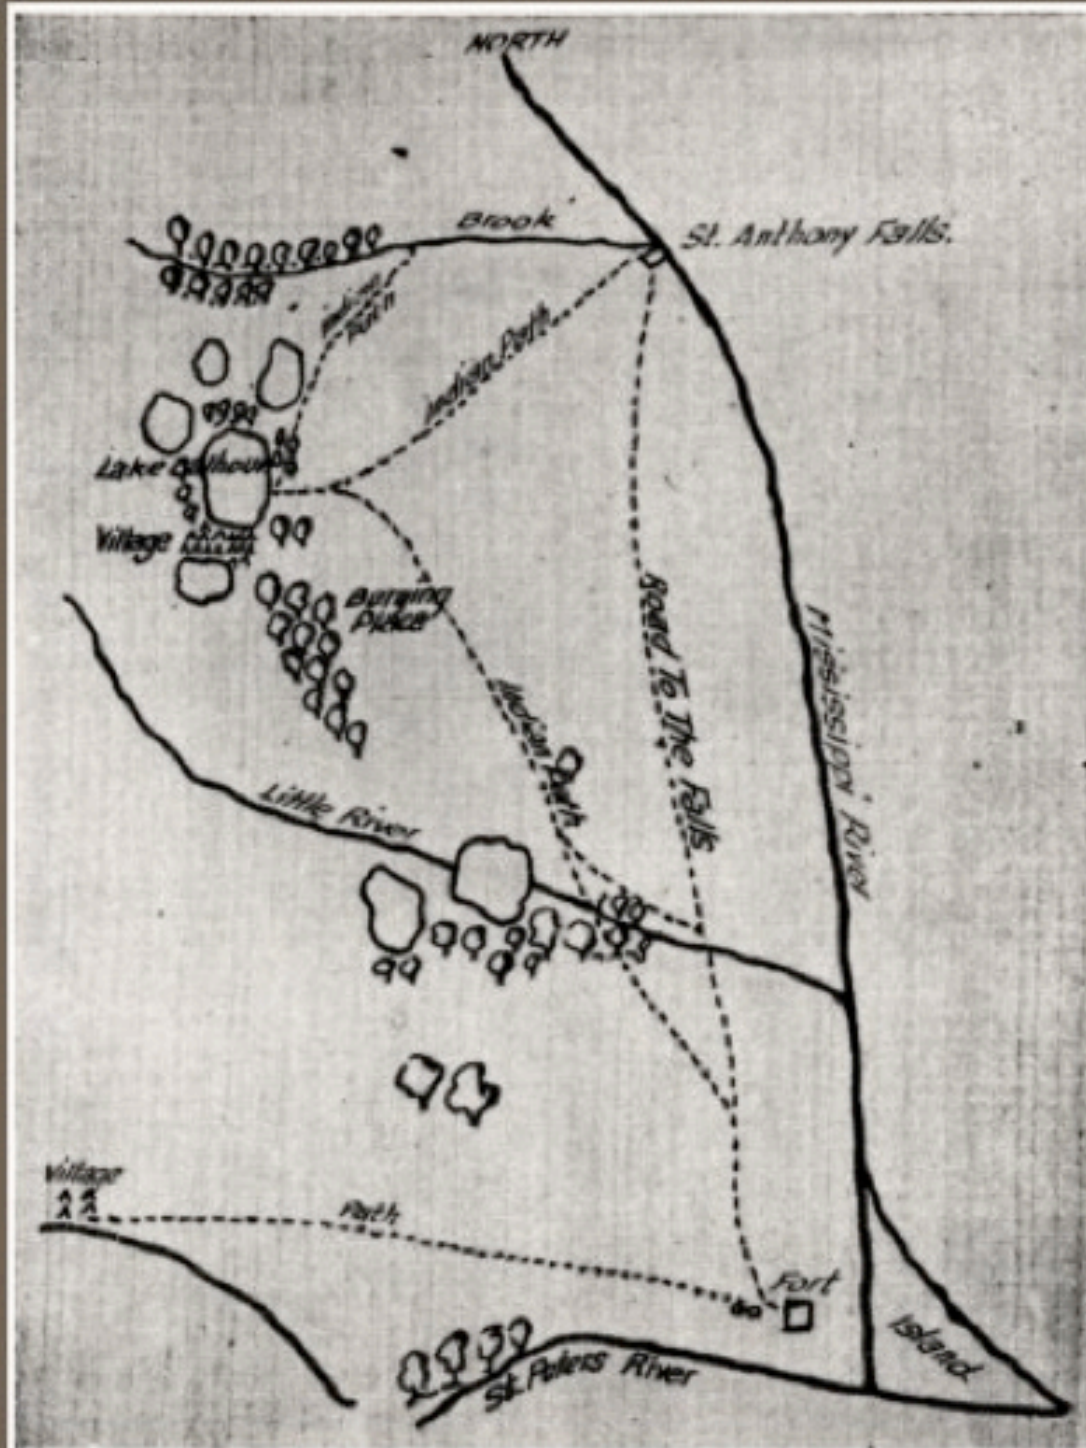 NORTH
Brook
St. Anthony Falls.
Indian
Path
Indian Path
Lake Calhoun
Village
Burying
Place
Road To The Falls
Mississippi River
Indian Path
Little River
Village
Path
Fort
Island
St. Peters River